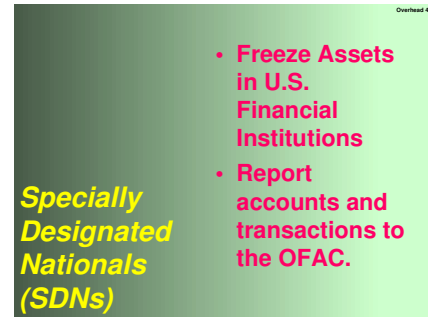 Overhead 4
Specially
Designated
Nationals
(SDNs)
• Freeze Assets
in U.S.
Financial
Institutions
• Report
accounts and
transactions to
the OFAC.